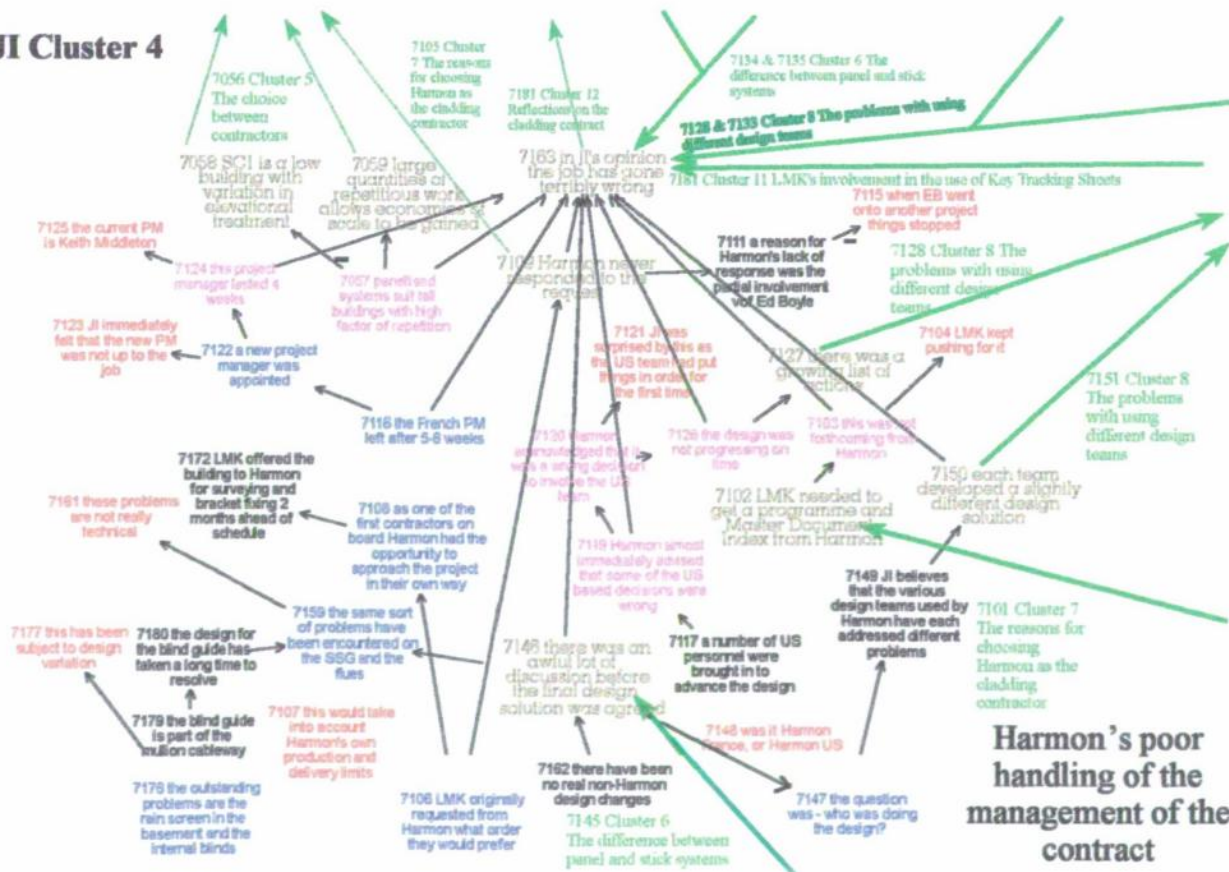 JI Cluster 4
7056 Cluster 5
The choice
between
contractors
7105 Cluster
7 The reasons
for choosing
Harmon as
the cladding
contractor
7181 Cluster 12
Reflections on the
cladding contract
7134 & 7135 Cluster 6 The
difference between panel and stick
systems
7128 & 7133 Cluster 8 The problems with using
different design teams
7161 Cluster 11 LMK's involvement in the use of Key Tracking Sheets
7058 SC1 is a low
building with
variation in
elevational
treatment
7059 large
quantities of
repetitious work
allows economies of
scale to be gained
7163 in JI's opinion
the job has gone
terribly wrong
7115 when EB went
onto another project
things stopped
7125 the current PM
is Keith Middleton
7124 this project
manager lasted 4
weeks
7057 panellised
systems suit tall
buildings with high
factor of repetition
7109 Harmon never
responded to the
request
7111 a reason for
Harmon's lack of
response was the
partial involvement
vof Ed Boyle
7128 Cluster 8 The
problems with using
different design
teams
7123 JI immediately
felt that the new PM
was not up to the
job
7122 a new project
manager was
appointed
7121 JI was
surprised by this as
the US team had put
things in order for
the first time
7127 there was a
growing list of
actions
7104 LMK kept
pushing for it
7151 Cluster 8
The problems
with using
different design
teams
7116 the French PM
left after 5-6 weeks
7120 Harmon
acknowledged that it
was a wrong decision
to involve the US
team
7126 the design was
not progressing on
time
7103 this was not
forthcoming from
Harmon
7172 LMK offered the
building to Harmon
for surveying and
bracket fixing 2
months ahead of
schedule
7161 these problems
are not really
technical
7108 as one of the
first contractors on
board Harmon had the
opportunity to
approach the project
in their own way
7102 LMK needed to
get a programme and
Master Document
Index from Harmon
7150 each team
developed a slightly
different design
solution
7119 Harmon almost
immediately advised
that some of the US
based decisions were
wrong
7149 JI believes
that the various
design teams used by
Harmon have each
addressed different
problems
7101 Cluster 7
The reasons for
choosing
Harmon as the
cladding
contractor
7177 this has been
subject to design
variation
7180 the design for
the blind guide has
taken a long time to
resolve
7159 the same sort
of problems have
been encountered on
the SSG and the
flues
7146 there was an
awful lot of
discussion before
the final design
solution was agreed
7117 a number of US
personnel were
brought in to
advance the design
7179 the blind guide
is part of the
mullion cableway
7107 this would take
into account
Harmon's own
production and
delivery limits
7148 was it Harmon
France, or Harmon US
7176 the outstanding
problems are the
rain screen in the
basement and the
internal blinds
7106 LMK originally
requested from
Harmon what order
they would prefer
7162 there have been
no real non-Harmon
design changes
7147 the question
was - who was doing
the design?
7145 Cluster 6
The difference between
panel and stick systems
Harmon's poor
handling of the
management of the
contract